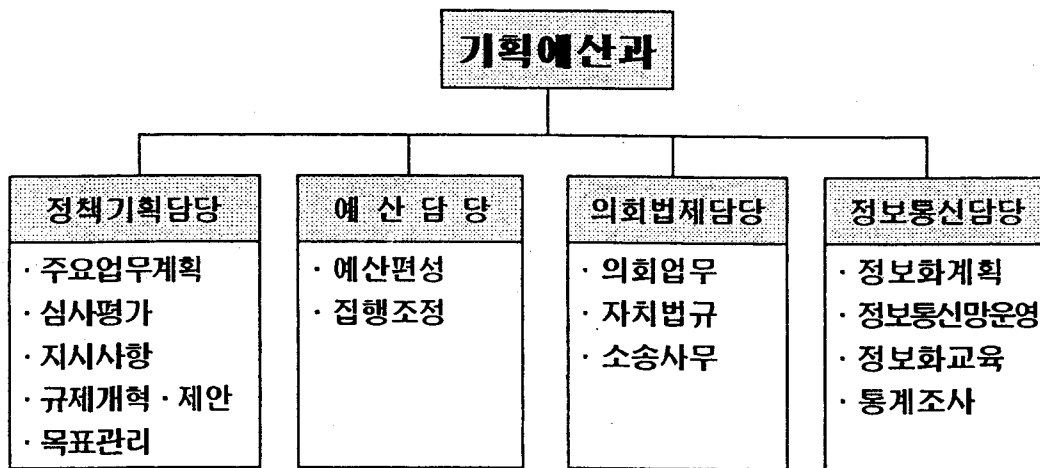 기획예산과
정책기획담당
· 주요업무계획
· 심사평가
· 지시사항
· 규제개혁 · 제안
· 목표관리
예 산 담 당
· 예산편성
· 집행조정
의회법제담당
· 의회업무
· 자치법규
· 소송사무
정보통신담당
· 정보화계획
· 정보통신망운영
· 정보화교육
· 통계조사